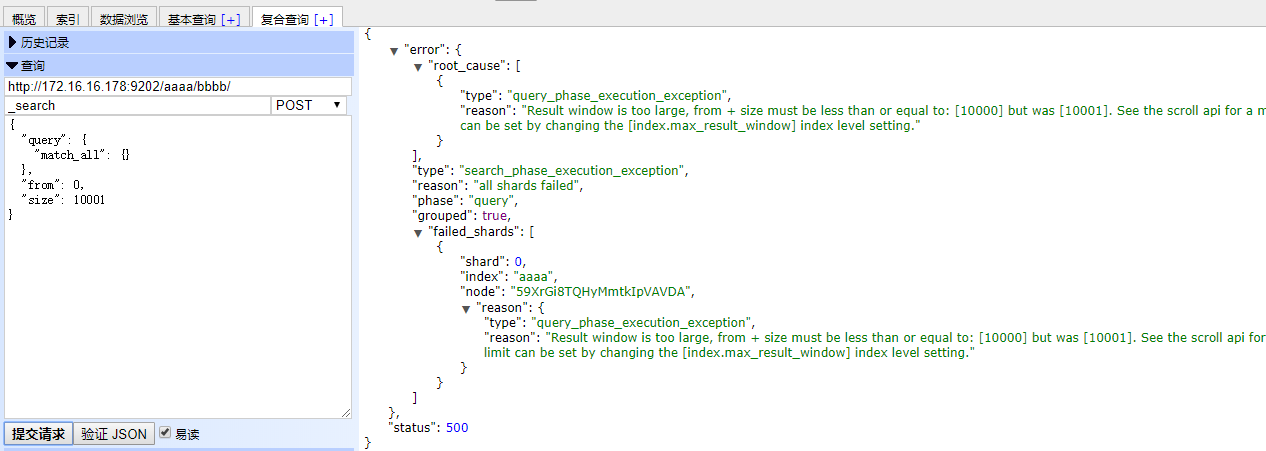 概览 索引 数据浏览 基本查询 [+] 复合查询 [+]
历史记录
查询
http://172.16.16.178:9202/aaaa/bbbb/
_search POST
{
"query": {
"match_all": {}
},
"from": 0,
"size": 10001
}
提交请求 验证 JSON 易读
{
"error": {
"root_cause": [
{
"type": "query_phase_execution_exception",
"reason": "Result window is too large, from + size must be less than or equal to: [10000] but was [10001]. See the scroll api for a m
can be set by changing the [index.max_result_window] index level setting."
}
],
"type": "search_phase_execution_exception",
"reason": "all shards failed",
"phase": "query",
"grouped": true,
"failed_shards": [
{
"shard": 0,
"index": "aaaa",
"node": "59XrGi8TQHyMmtkIpVAVDA",
"reason": {
"type": "query_phase_execution_exception",
"reason": "Result window is too large, from + size must be less than or equal to: [10000] but was [10001]. See the scroll api for
limit can be set by changing the [index.max_result_window] index level setting."
}
}
]
},
"status": 500
}